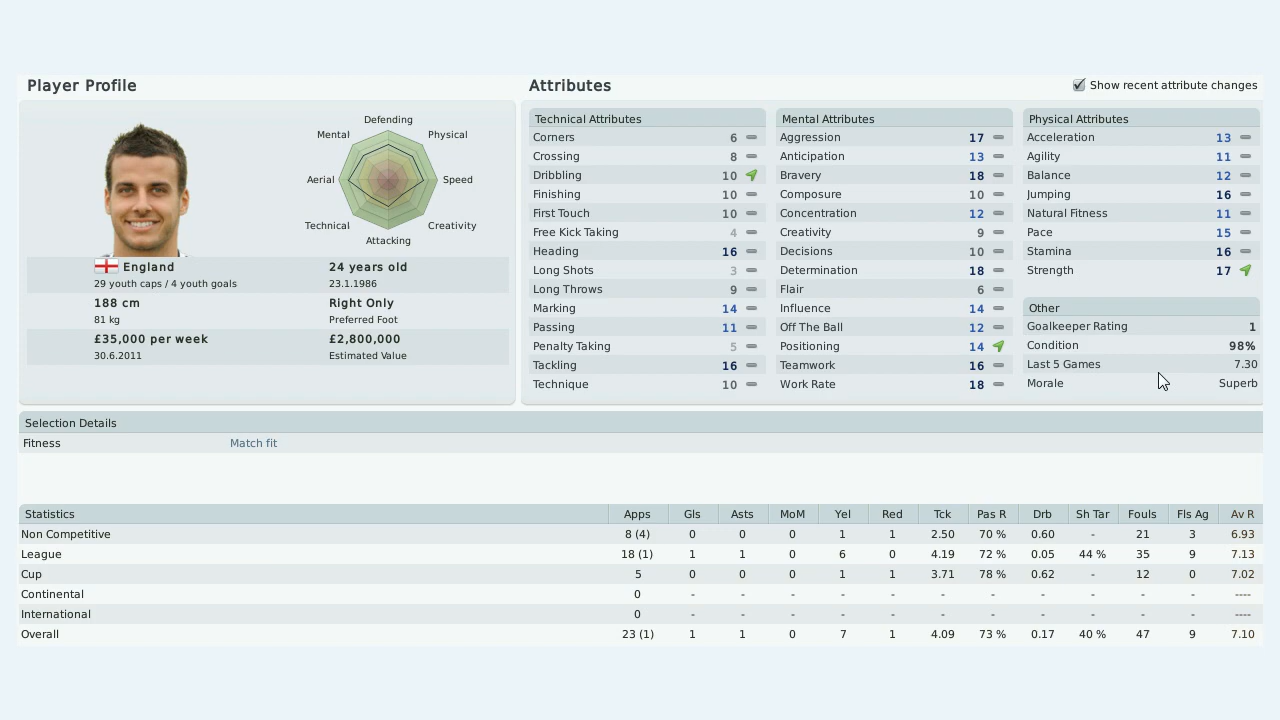 Player Profile
Attributes
Show recent attribute changes
Defending
Mental
Physical
Aerial
Speed
Technical
Creativity
Attacking
England
24 years old
29 youth caps / 4 youth goals
23.1.1986
188 cm
Right Only
81 kg
Preferred Foot
£35,000 per week
£2,800,000
30.6.2011
Estimated Value
Technical Attributes
Corners 6
Crossing 8
Dribbling 10
Finishing 10
First Touch 10
Free Kick Taking 4
Heading 16
Long Shots 3
Long Throws 9
Marking 14
Passing 11
Penalty Taking 5
Tackling 16
Technique 10
Mental Attributes
Aggression 17
Anticipation 13
Bravery 18
Composure 10
Concentration 12
Creativity 9
Decisions 10
Determination 18
Flair 6
Influence 14
Off The Ball 12
Positioning 14
Teamwork 16
Work Rate 18
Physical Attributes
Acceleration 13
Agility 11
Balance 12
Jumping 16
Natural Fitness 11
Pace 15
Stamina 16
Strength 17
Other
Goalkeeper Rating 1
Condition 98%
Last 5 Games 7.30
Morale Superb
Selection Details
Fitness Match fit
Statistics Apps Gls Asts MoM Yel Red Tck Pas R Drb Sh Tar Fouls Fls Ag Av R
Non Competitive 8 (4) 0 0 0 1 1 2.50 70 % 0.60 - 21 3 6.93
League 18 (1) 1 1 0 6 0 4.19 72 % 0.05 44 % 35 9 7.13
Cup 5 0 0 0 1 1 3.71 78 % 0.62 - 12 0 7.02
Continental 0 - - - - - - - - - - - ----
International 0 - - - - - - - - - - - ----
Overall 23 (1) 1 1 0 7 1 4.09 73 % 0.17 40 % 47 9 7.10